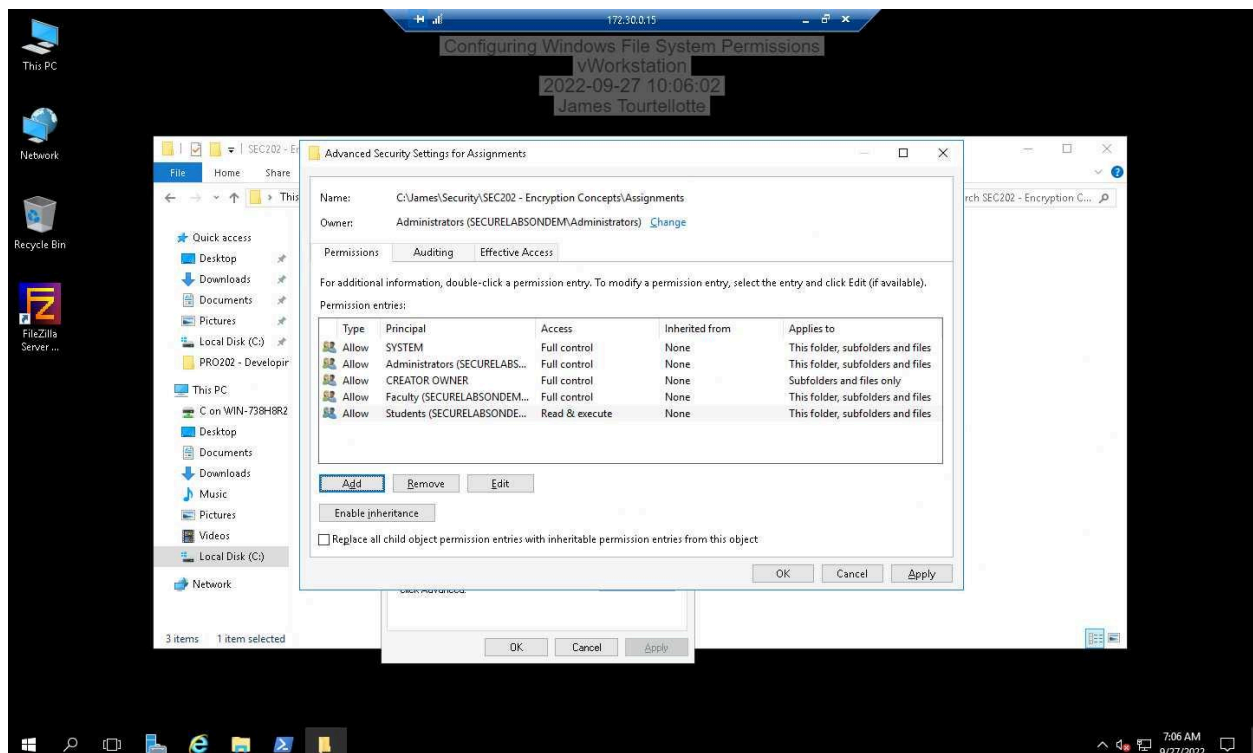 172.30.0.15
Configuring Windows File System Permissions
vWorkstation
2022-09-27 10:06:02
James Tourtellotte
This PC
Network
Recycle Bin
FileZilla
Server ...
SEC202 - En
File Home Share
This
rch SEC202 - Encryption C...
Quick access
Desktop
Downloads
Documents
Pictures
Local Disk (C:)
PRO202 - Developin
This PC
C on WIN-738H8R2
Desktop
Documents
Downloads
Music
Pictures
Videos
Local Disk (C:)
Network
3 items 1 item selected
Advanced Security Settings for Assignments
Name: C:\James\Security\SEC202 - Encryption Concepts\Assignments
Owner: Administrators (SECURELABSONDEM\Administrators) Change
Permissions Auditing Effective Access
For additional information, double-click a permission entry. To modify a permission entry, select the entry and click Edit (if available).
Permission entries:
Type Principal Access Inherited from Applies to
Allow SYSTEM Full control None This folder, subfolders and files
Allow Administrators (SECURELABS... Full control None This folder, subfolders and files
Allow CREATOR OWNER Full control None Subfolders and files only
Allow Faculty (SECURELABSONDEM... Full control None This folder, subfolders and files
Allow Students (SECURELABSONDE... Read & execute None This folder, subfolders and files
Add Remove Edit
Enable inheritance
Replace all child object permission entries with inheritable permission entries from this object
OK Cancel Apply
click Advanced.
OK Cancel Apply
7:06 AM
9/27/2022